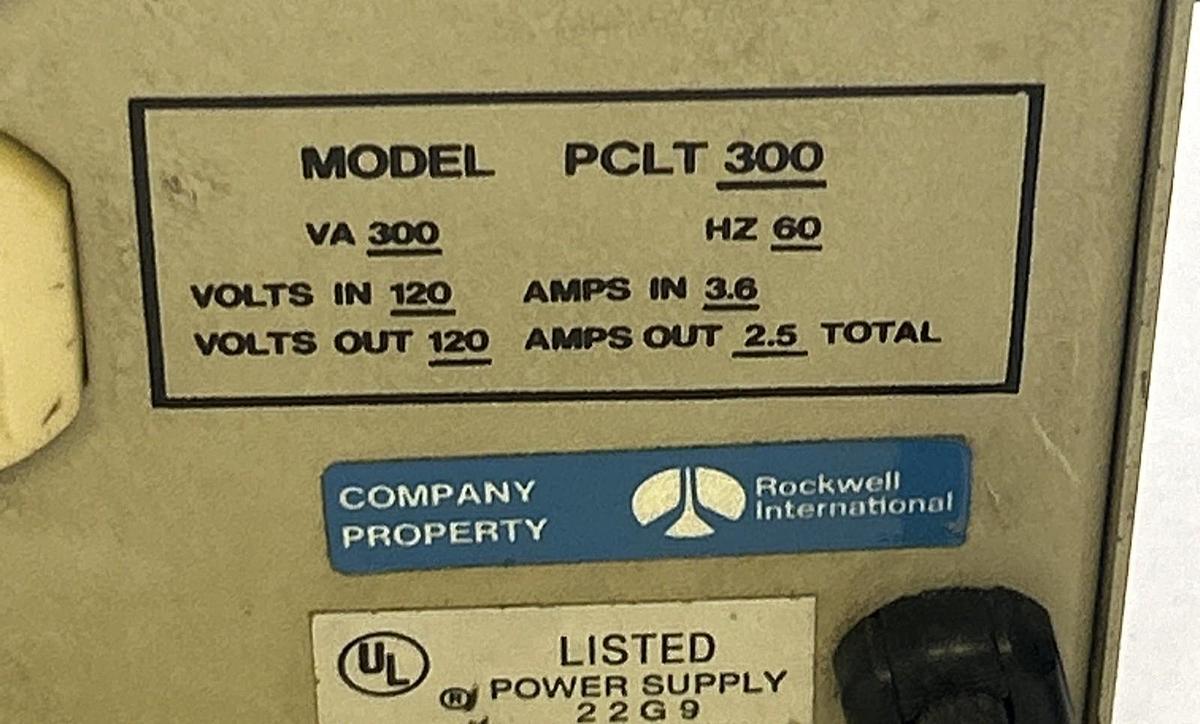 MODEL PCLT 300
VA 300 HZ 60
VOLTS IN 120 AMPS IN 3.6
VOLTS OUT 120 AMPS OUT 2.5 TOTAL
COMPANY PROPERTY
Rockwell International
UL ® LISTED
POWER SUPPLY
22G9